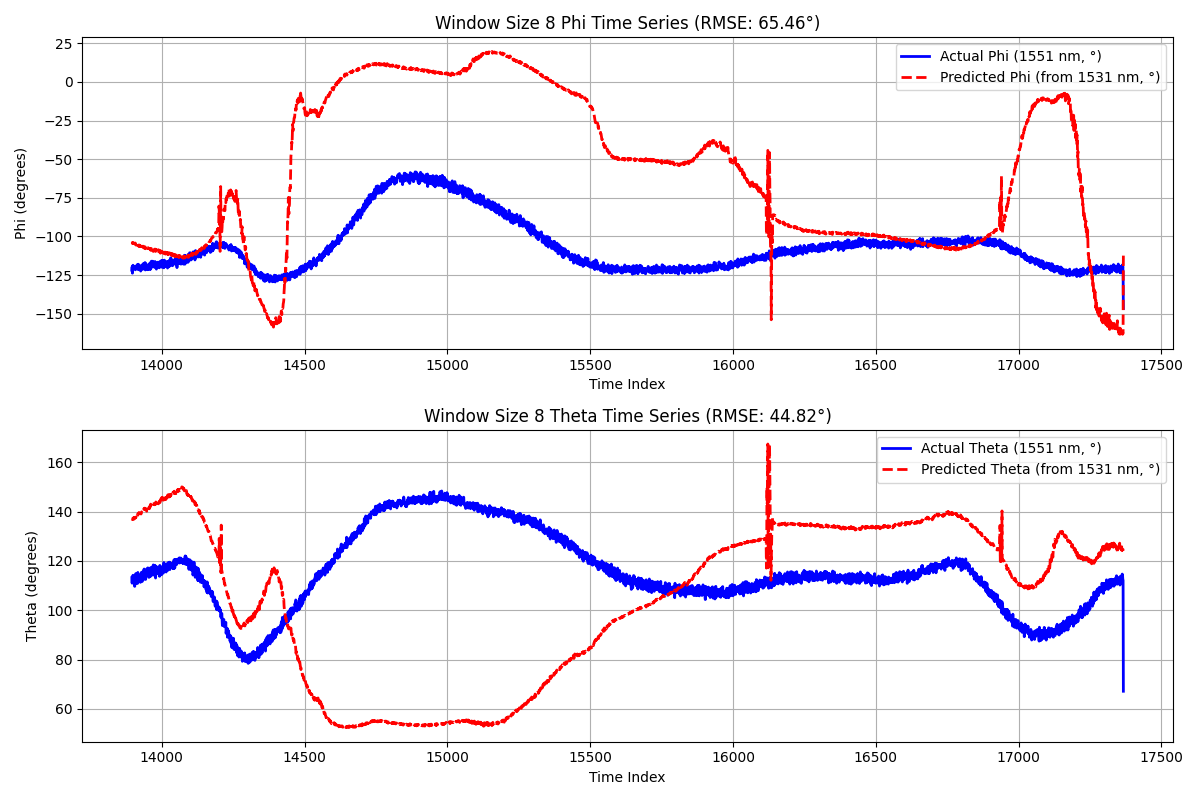 Window Size 8 Phi Time Series (RMSE: 65.46°)
Actual Phi (1551 nm, °)
Predicted Phi (from 1531 nm, °)
Phi (degrees)
25
0
−25
−50
−75
−100
−125
−150
14000 14500 15000 15500 16000 16500 17000 17500
Time Index
Window Size 8 Theta Time Series (RMSE: 44.82°)
Actual Theta (1551 nm, °)
Predicted Theta (from 1531 nm, °)
Theta (degrees)
160
140
120
100
80
60
14000 14500 15000 15500 16000 16500 17000 17500
Time Index